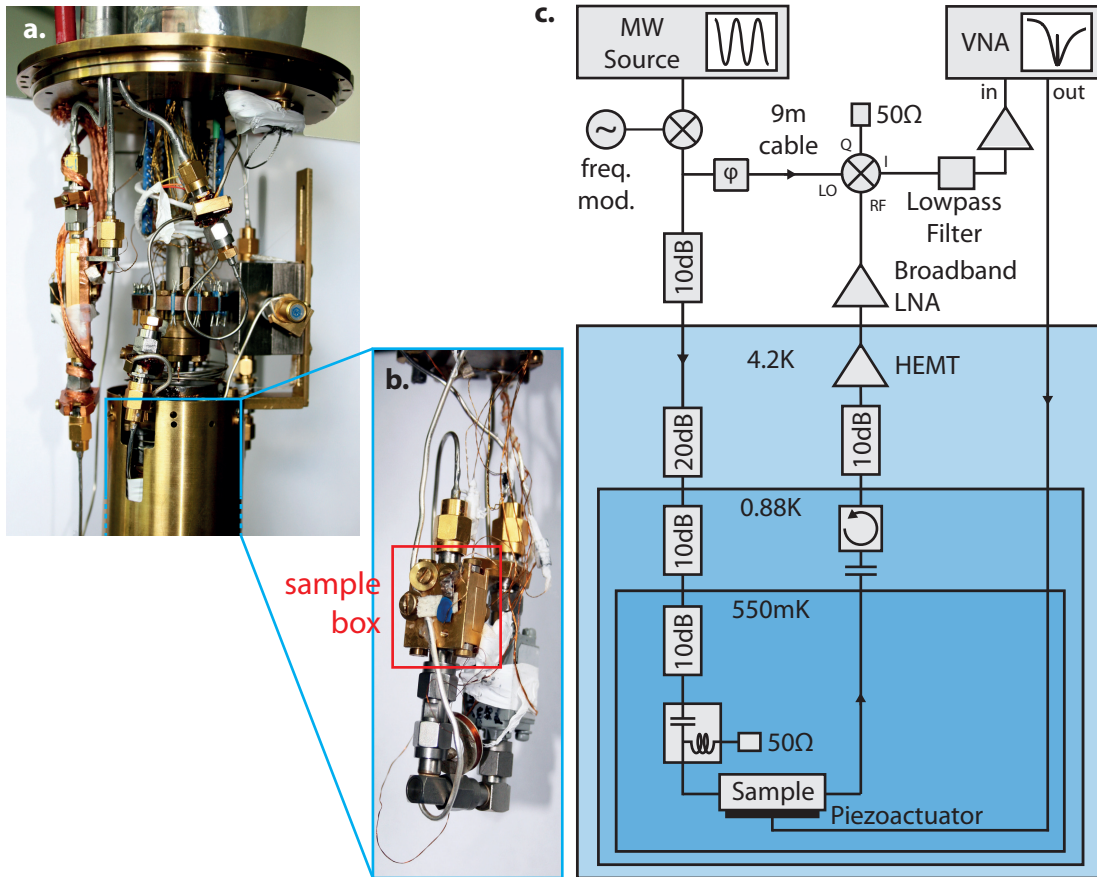 a.
b.
sample
box
c.
MW
Source
VNA
in
out
freq.
mod.
φ
9m
cable
50Ω
Q
I
LO
RF
Lowpass
Filter
10dB
Broadband
LNA
4.2K
HEMT
20dB
10dB
0.88K
10dB
550mK
10dB
50Ω
Sample
Piezoactuator